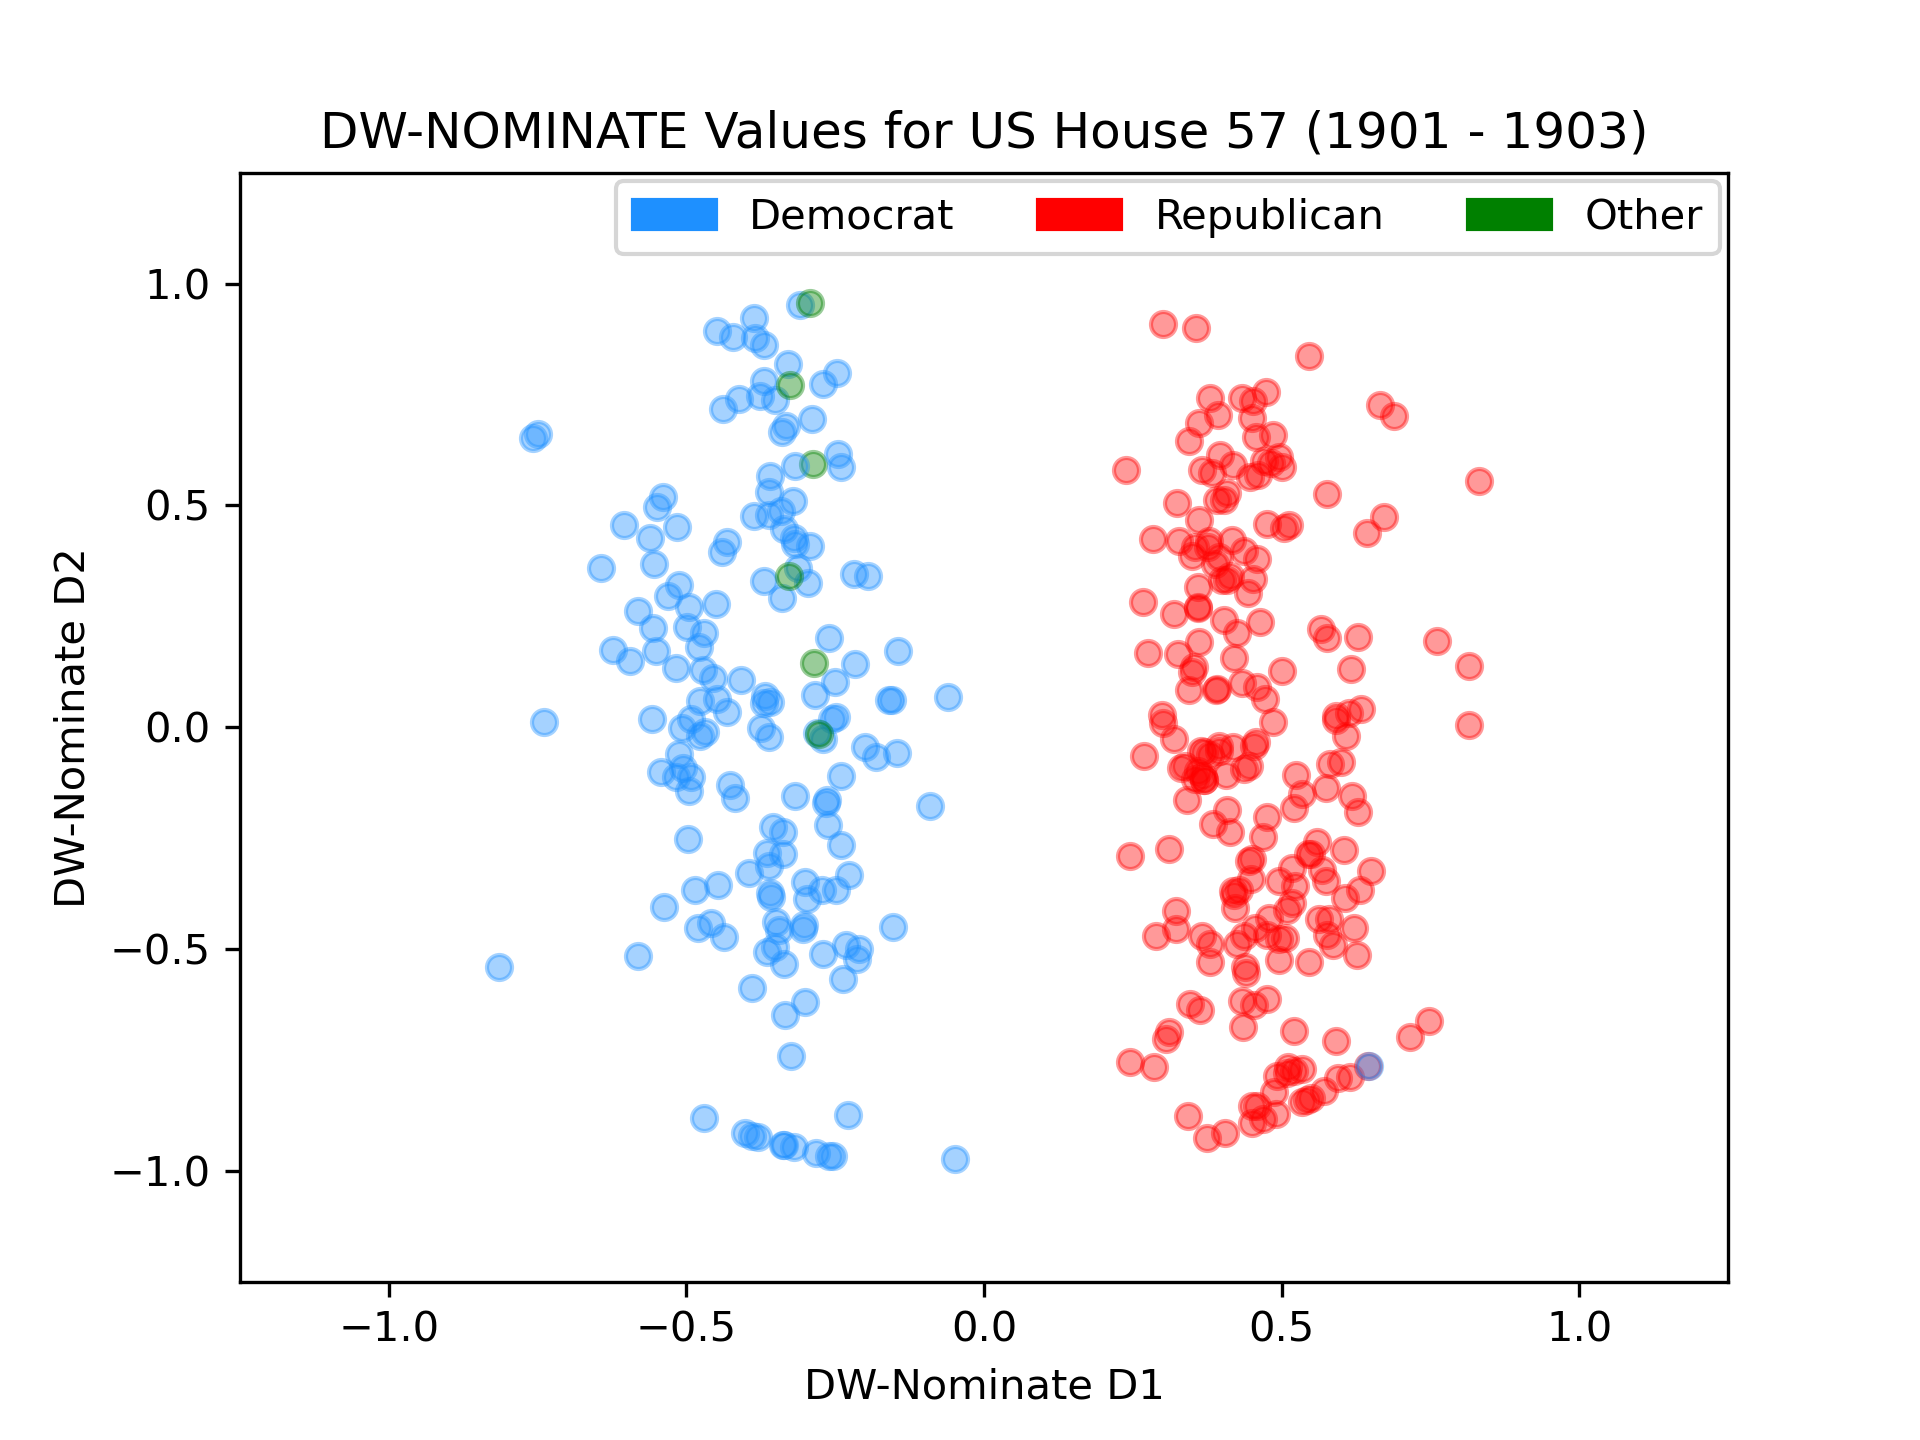 DW-NOMINATE Values for US House 57 (1901 - 1903)
Democrat Republican Other
1.0
0.5
0.0
−0.5
−1.0
DW-Nominate D2
−1.0 −0.5 0.0 0.5 1.0
DW-Nominate D1